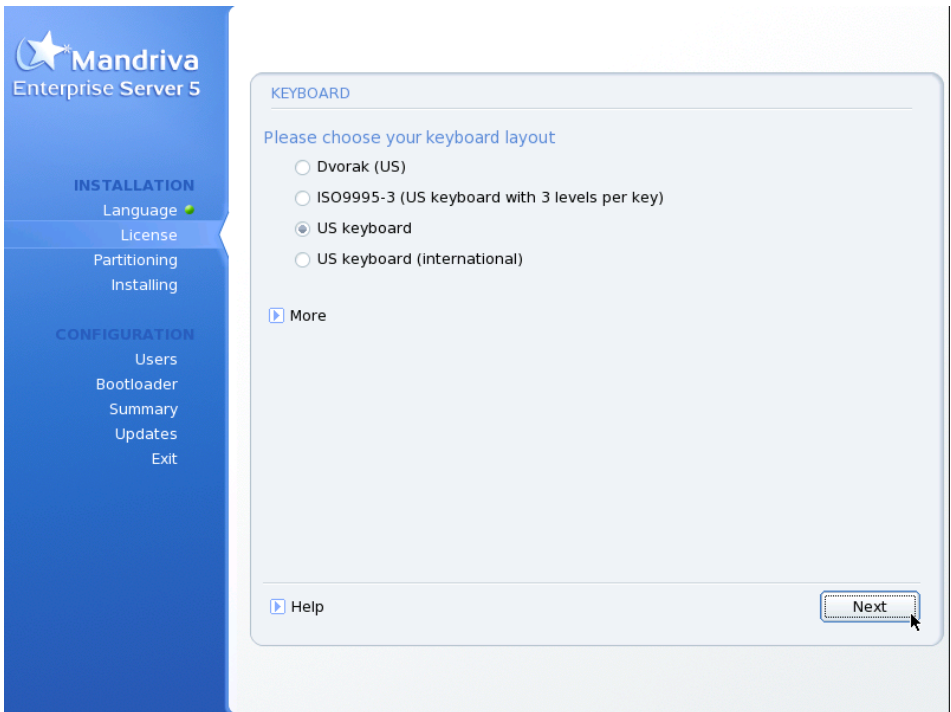 Mandriva
Enterprise Server 5
INSTALLATION
Language
License
Partitioning
Installing
CONFIGURATION
Users
Bootloader
Summary
Updates
Exit
KEYBOARD
Please choose your keyboard layout
Dvorak (US)
ISO9995-3 (US keyboard with 3 levels per key)
US keyboard
US keyboard (international)
More
Help
Next